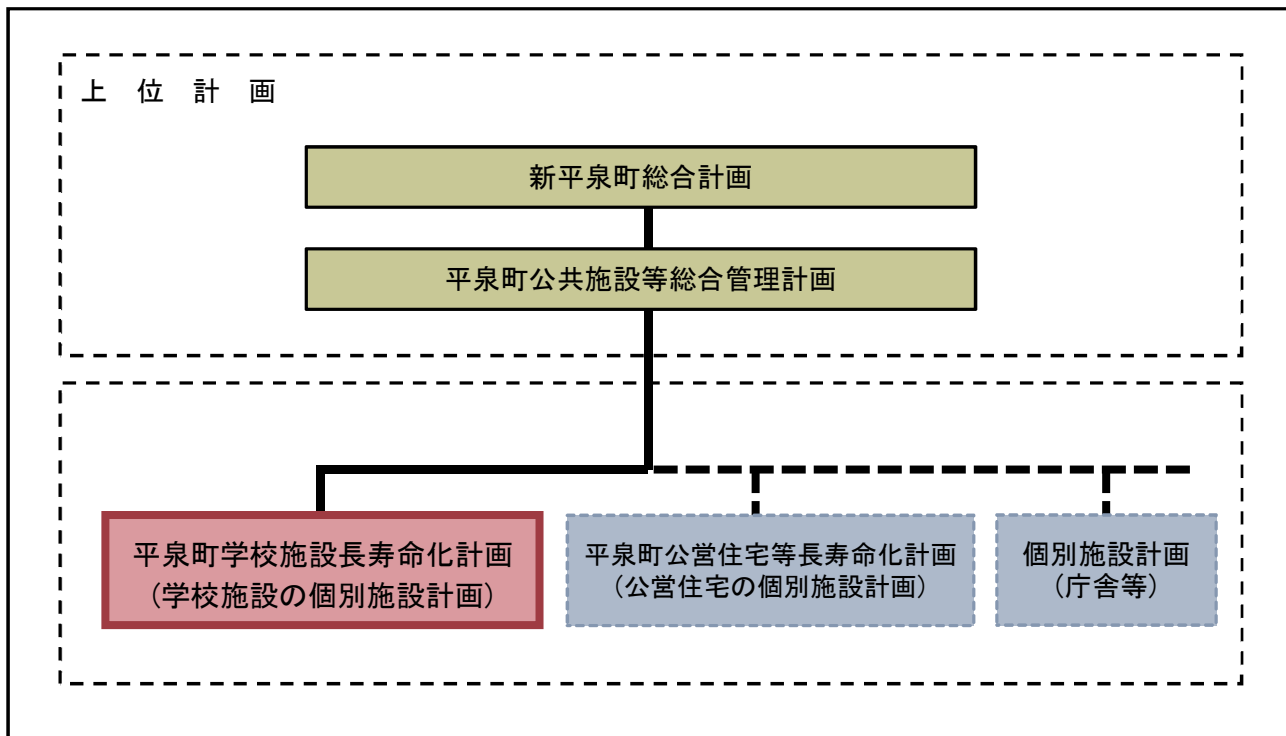 上位計画
新平泉町総合計画
平泉町公共施設等総合管理計画
平泉町学校施設長寿命化計画
（学校施設の個別施設計画）
平泉町公営住宅等長寿命化計画
（公営住宅の個別施設計画）
個別施設計画
（庁舎等）